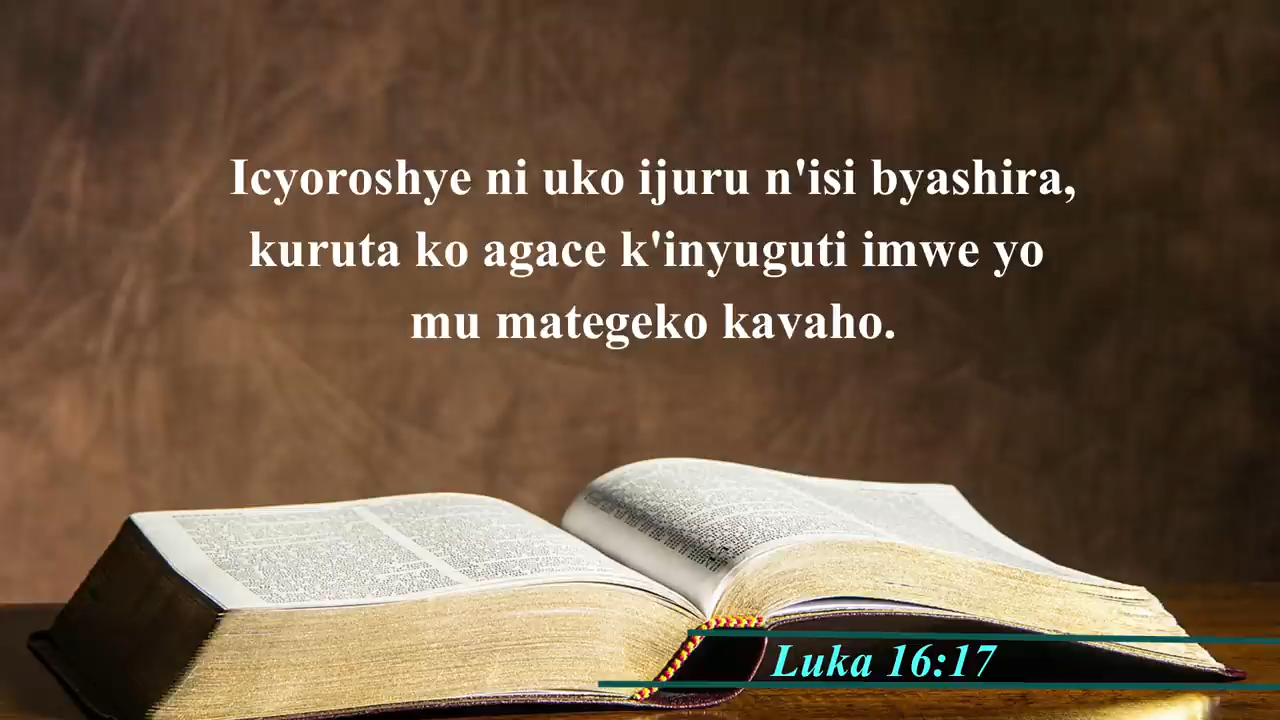 Icyoroshye ni uko ijuru n'isi byashira,
kuruta ko agace k'inyuguti imwe yo
mu mategeko kavaho.
Luka 16:17